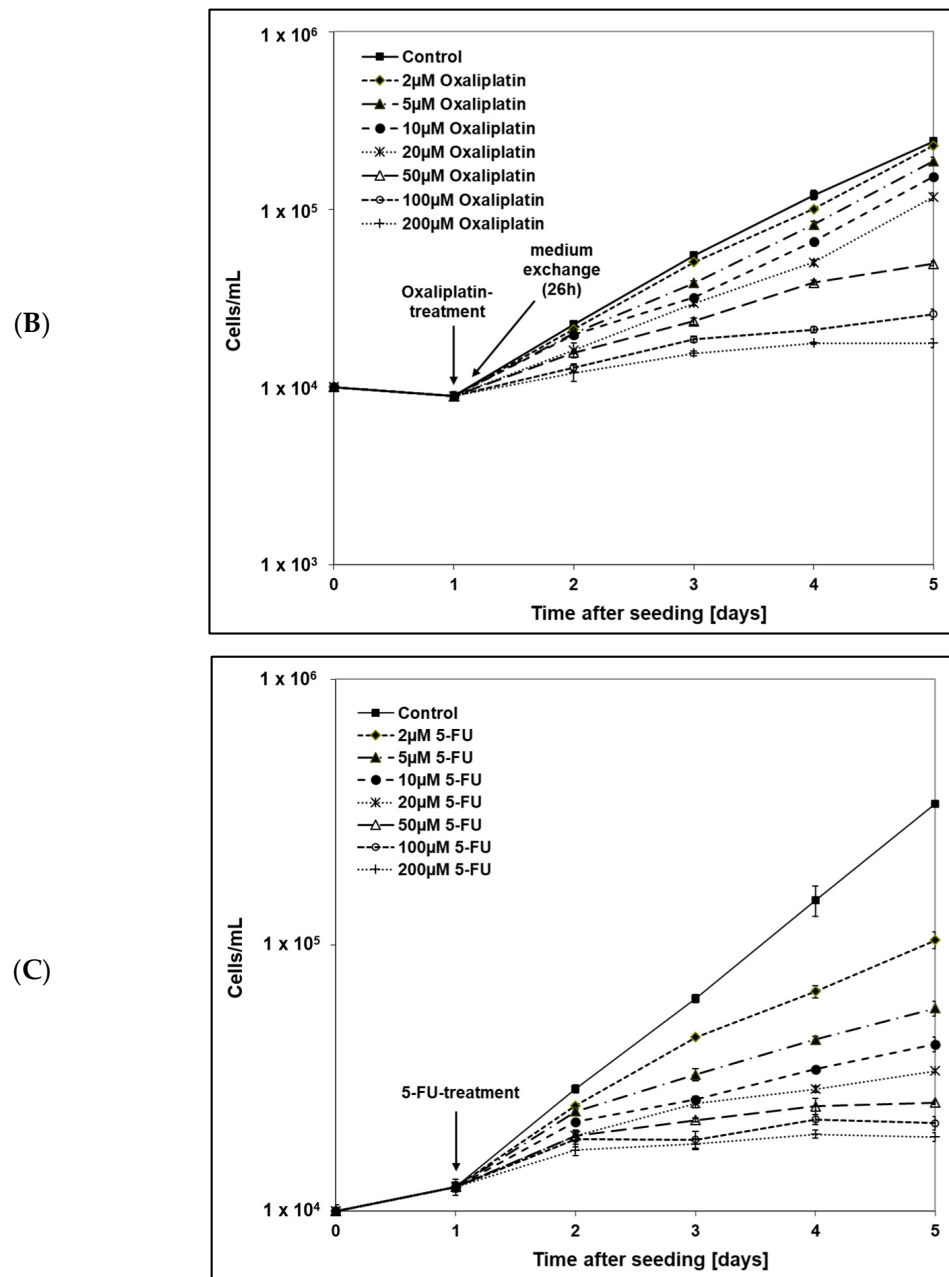 (B)
1 x 10⁶
Control
2µM Oxaliplatin
5µM Oxaliplatin
10µM Oxaliplatin
20µM Oxaliplatin
50µM Oxaliplatin
100µM Oxaliplatin
200µM Oxaliplatin
medium
exchange
(26h)
Oxaliplatin-
treatment
Cells/mL
1 x 10⁵
1 x 10⁴
1 x 10³
0 1 2 3 4 5
Time after seeding [days]
(C)
1 x 10⁶
Control
2µM 5-FU
5µM 5-FU
10µM 5-FU
20µM 5-FU
50µM 5-FU
100µM 5-FU
200µM 5-FU
Cells/mL
1 x 10⁵
5-FU-treatment
1 x 10⁴
0 1 2 3 4 5
Time after seeding [days]